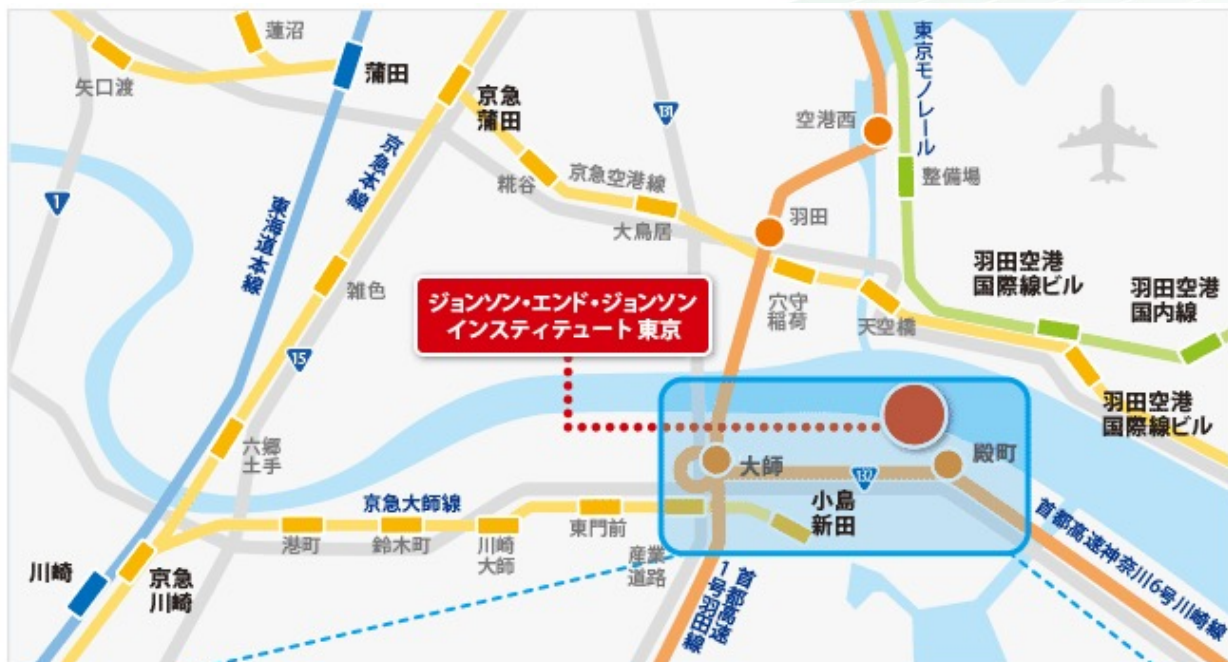 蓮沼
矢口渡
蒲田
京急
蒲田
131
空港西
東京モノレール
整備場
1
京急本線
糀谷
京急空港線
大鳥居
羽田
東海道本線
雑色
ジョンソン・エンド・ジョンソン
インスティテュート 東京
穴守
稲荷
天空橋
羽田空港
国際線ビル
羽田空港
国内線
15
羽田空港
国際線ビル
六郷
土手
大師
132
殿町
京急大師線
小島
新田
港町
鈴木町
川崎
大師
東門前
産業
道路
川崎
京急
川崎
首都高速
1号羽田線
首都高速神奈川6号川崎線